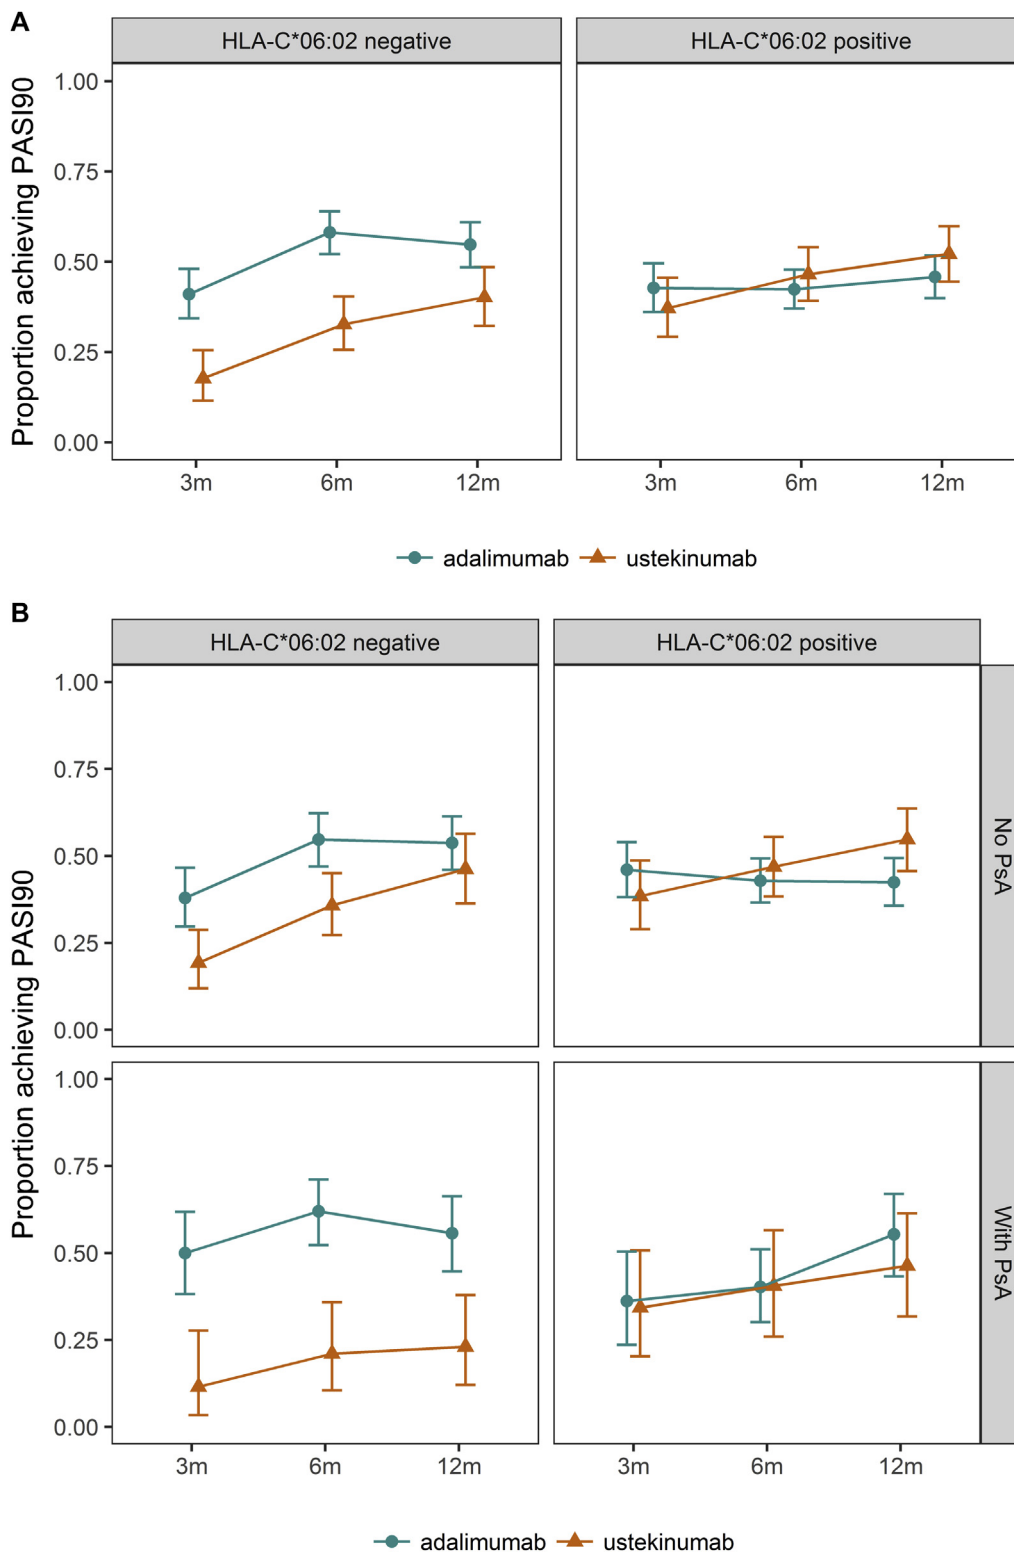 A
HLA-C*06:02 negative
HLA-C*06:02 positive
Proportion achieving PASI90
1.00
0.75
0.50
0.25
0.00
3m
6m
12m
3m
6m
12m
adalimumab
ustekinumab
B
HLA-C*06:02 negative
HLA-C*06:02 positive
Proportion achieving PASI90
1.00
0.75
0.50
0.25
0.00
No PsA
1.00
0.75
0.50
0.25
0.00
With PsA
3m
6m
12m
3m
6m
12m
adalimumab
ustekinumab